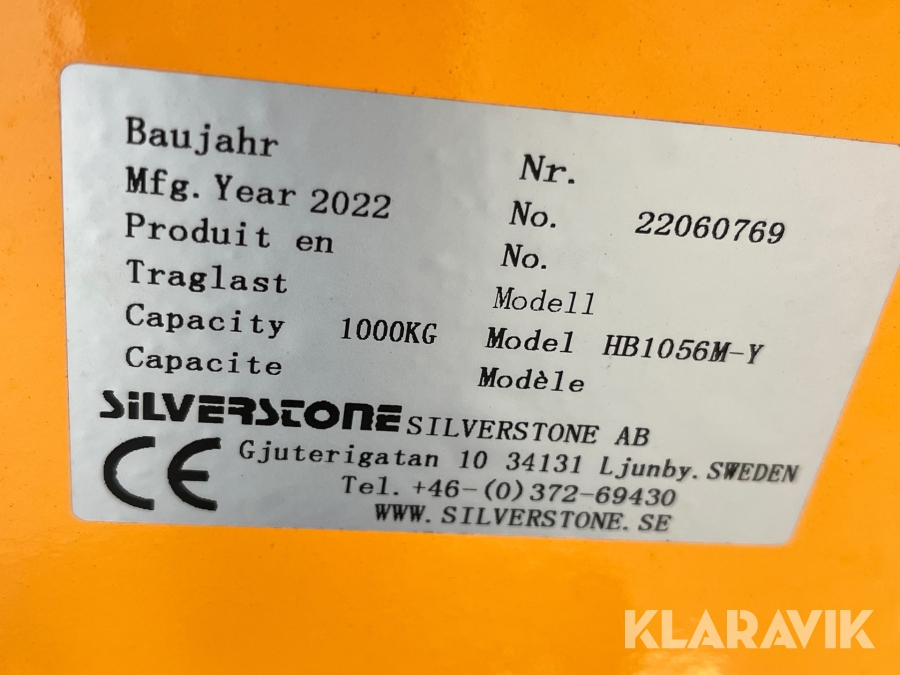 Baujahr
Mfg. Year 2022
Produit en
Traglast
Capacity 1000KG
Capacite
Nr.
No. 22060769
No.
Modell
Model HB1056M-Y
Modèle
SiLVERSTONE SILVERSTONE AB
CE Gjuterigatan 10 34131 Ljunby. SWEDEN
Tel. +46-(0)372-69430
WWW. SILVERSTONE. SE
KLARAVIK